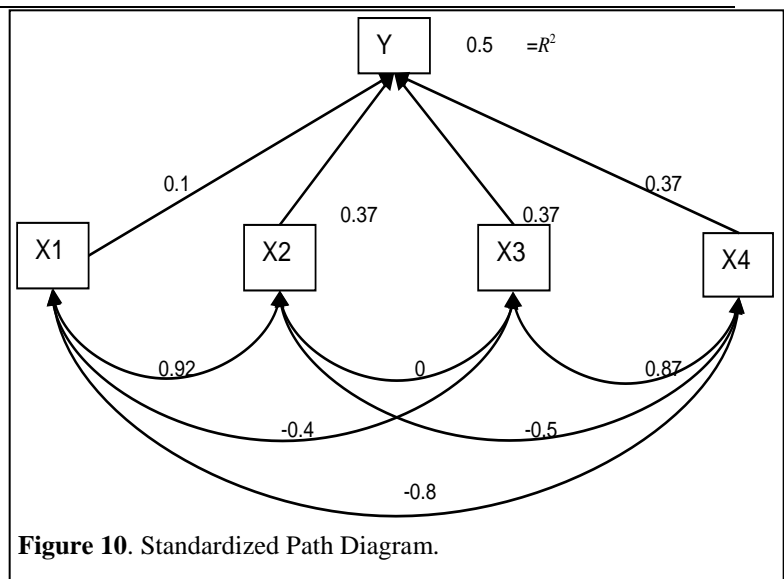 Y 0.5 =R²
0.1 0.37
0.37 0.37
X1 X2 X3 X4
0.92 0 0.87
-0.4 -0.5
-0.8
Figure 10. Standardized Path Diagram.